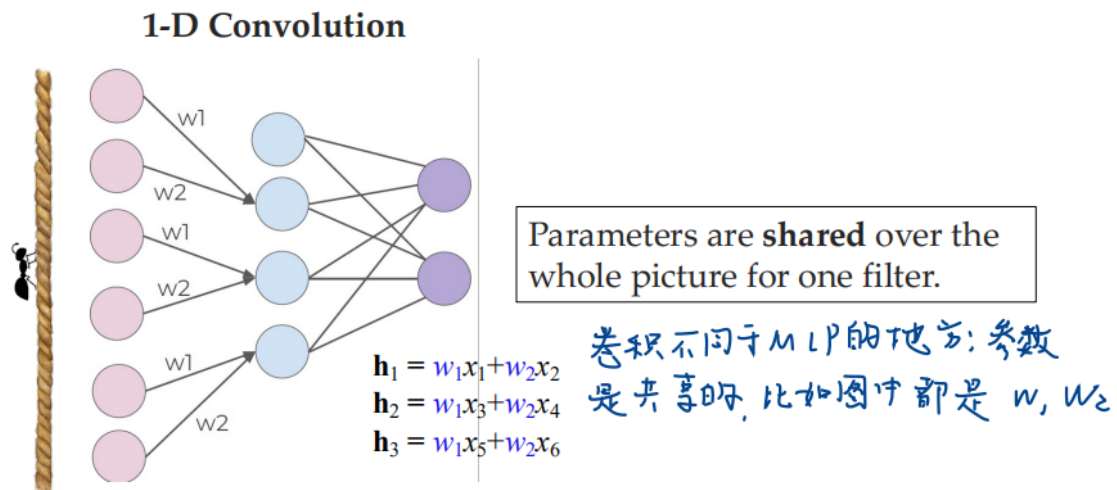 1-D Convolution
w1
w2
w1
w2
w1
w2
h₁ = w₁x₁+w₂x₂
h₂ = w₁x₃+w₂x₄
h₃ = w₁x₅+w₂x₆
Parameters are shared over the
whole picture for one filter.
卷积不同于MLP的地方:参数
是共享的,比如图中都是 w, W₂